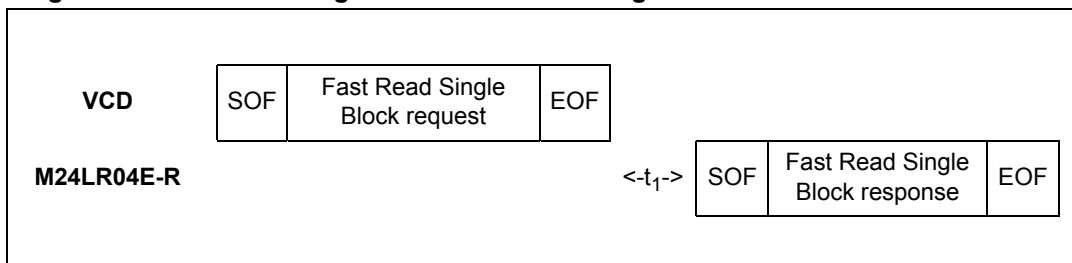 VCD
SOF
Fast Read Single
Block request
EOF
M24LR04E-R
<-t1->
SOF
Fast Read Single
Block response
EOF